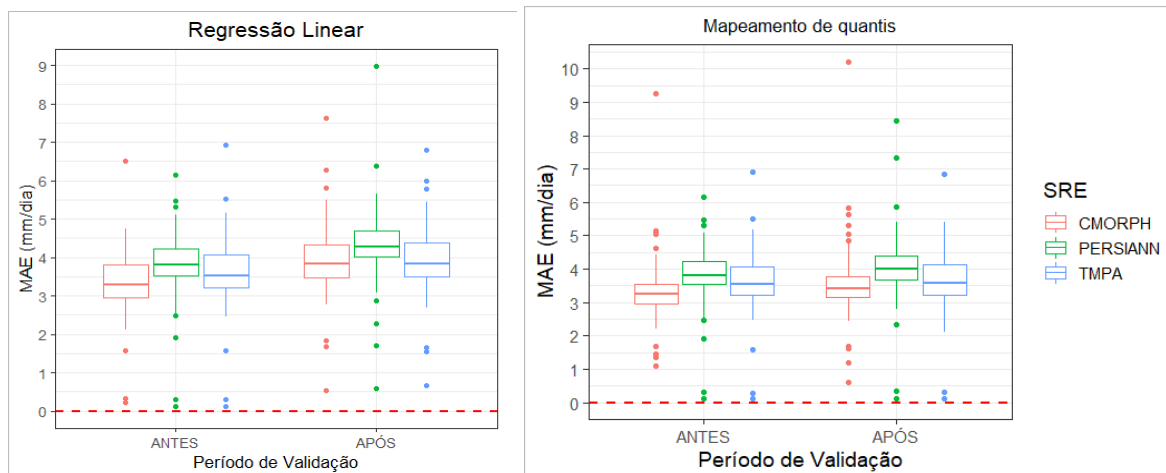 Regressão Linear
MAE (mm/dia)
9
8
7
6
5
4
3
2
1
0
ANTES
APÓS
Período de Validação
Mapeamento de quantis
MAE (mm/dia)
10
9
8
7
6
5
4
3
2
1
0
ANTES
APÓS
Período de Validação
SRE
CMORPH
PERSIANN
TMPA